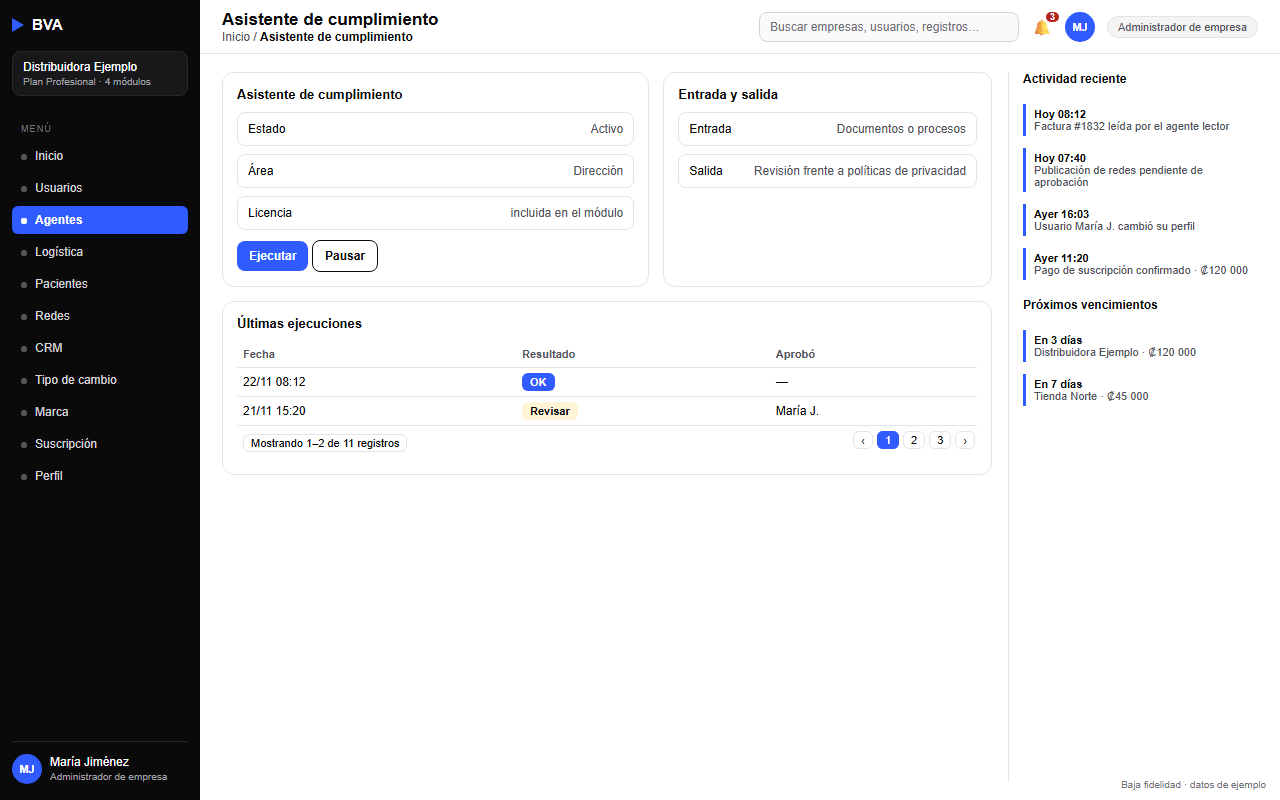 BVA
Distribuidora Ejemplo
Plan Profesional · 4 módulos
MENÚ
Inicio
Usuarios
Agentes
Logística
Pacientes
Redes
CRM
Tipo de cambio
Marca
Suscripción
Perfil
MJ
María Jiménez
Administrador de empresa
Asistente de cumplimiento
Inicio / Asistente de cumplimiento
Buscar empresas, usuarios, registros…
3
MJ
Administrador de empresa
Asistente de cumplimiento
Estado Activo
Área Dirección
Licencia incluida en el módulo
Ejecutar Pausar
Entrada y salida
Entrada Documentos o procesos
Salida Revisión frente a políticas de privacidad
Últimas ejecuciones
Fecha Resultado Aprobó
22/11 08:12 OK —
21/11 15:20 Revisar María J.
Mostrando 1–2 de 11 registros
‹ 1 2 3 ›
Actividad reciente
Hoy 08:12
Factura #1832 leída por el agente lector
Hoy 07:40
Publicación de redes pendiente de
aprobación
Ayer 16:03
Usuario María J. cambió su perfil
Ayer 11:20
Pago de suscripción confirmado · ₡120 000
Próximos vencimientos
En 3 días
Distribuidora Ejemplo · ₡120 000
En 7 días
Tienda Norte · ₡45 000
Baja fidelidad · datos de ejemplo